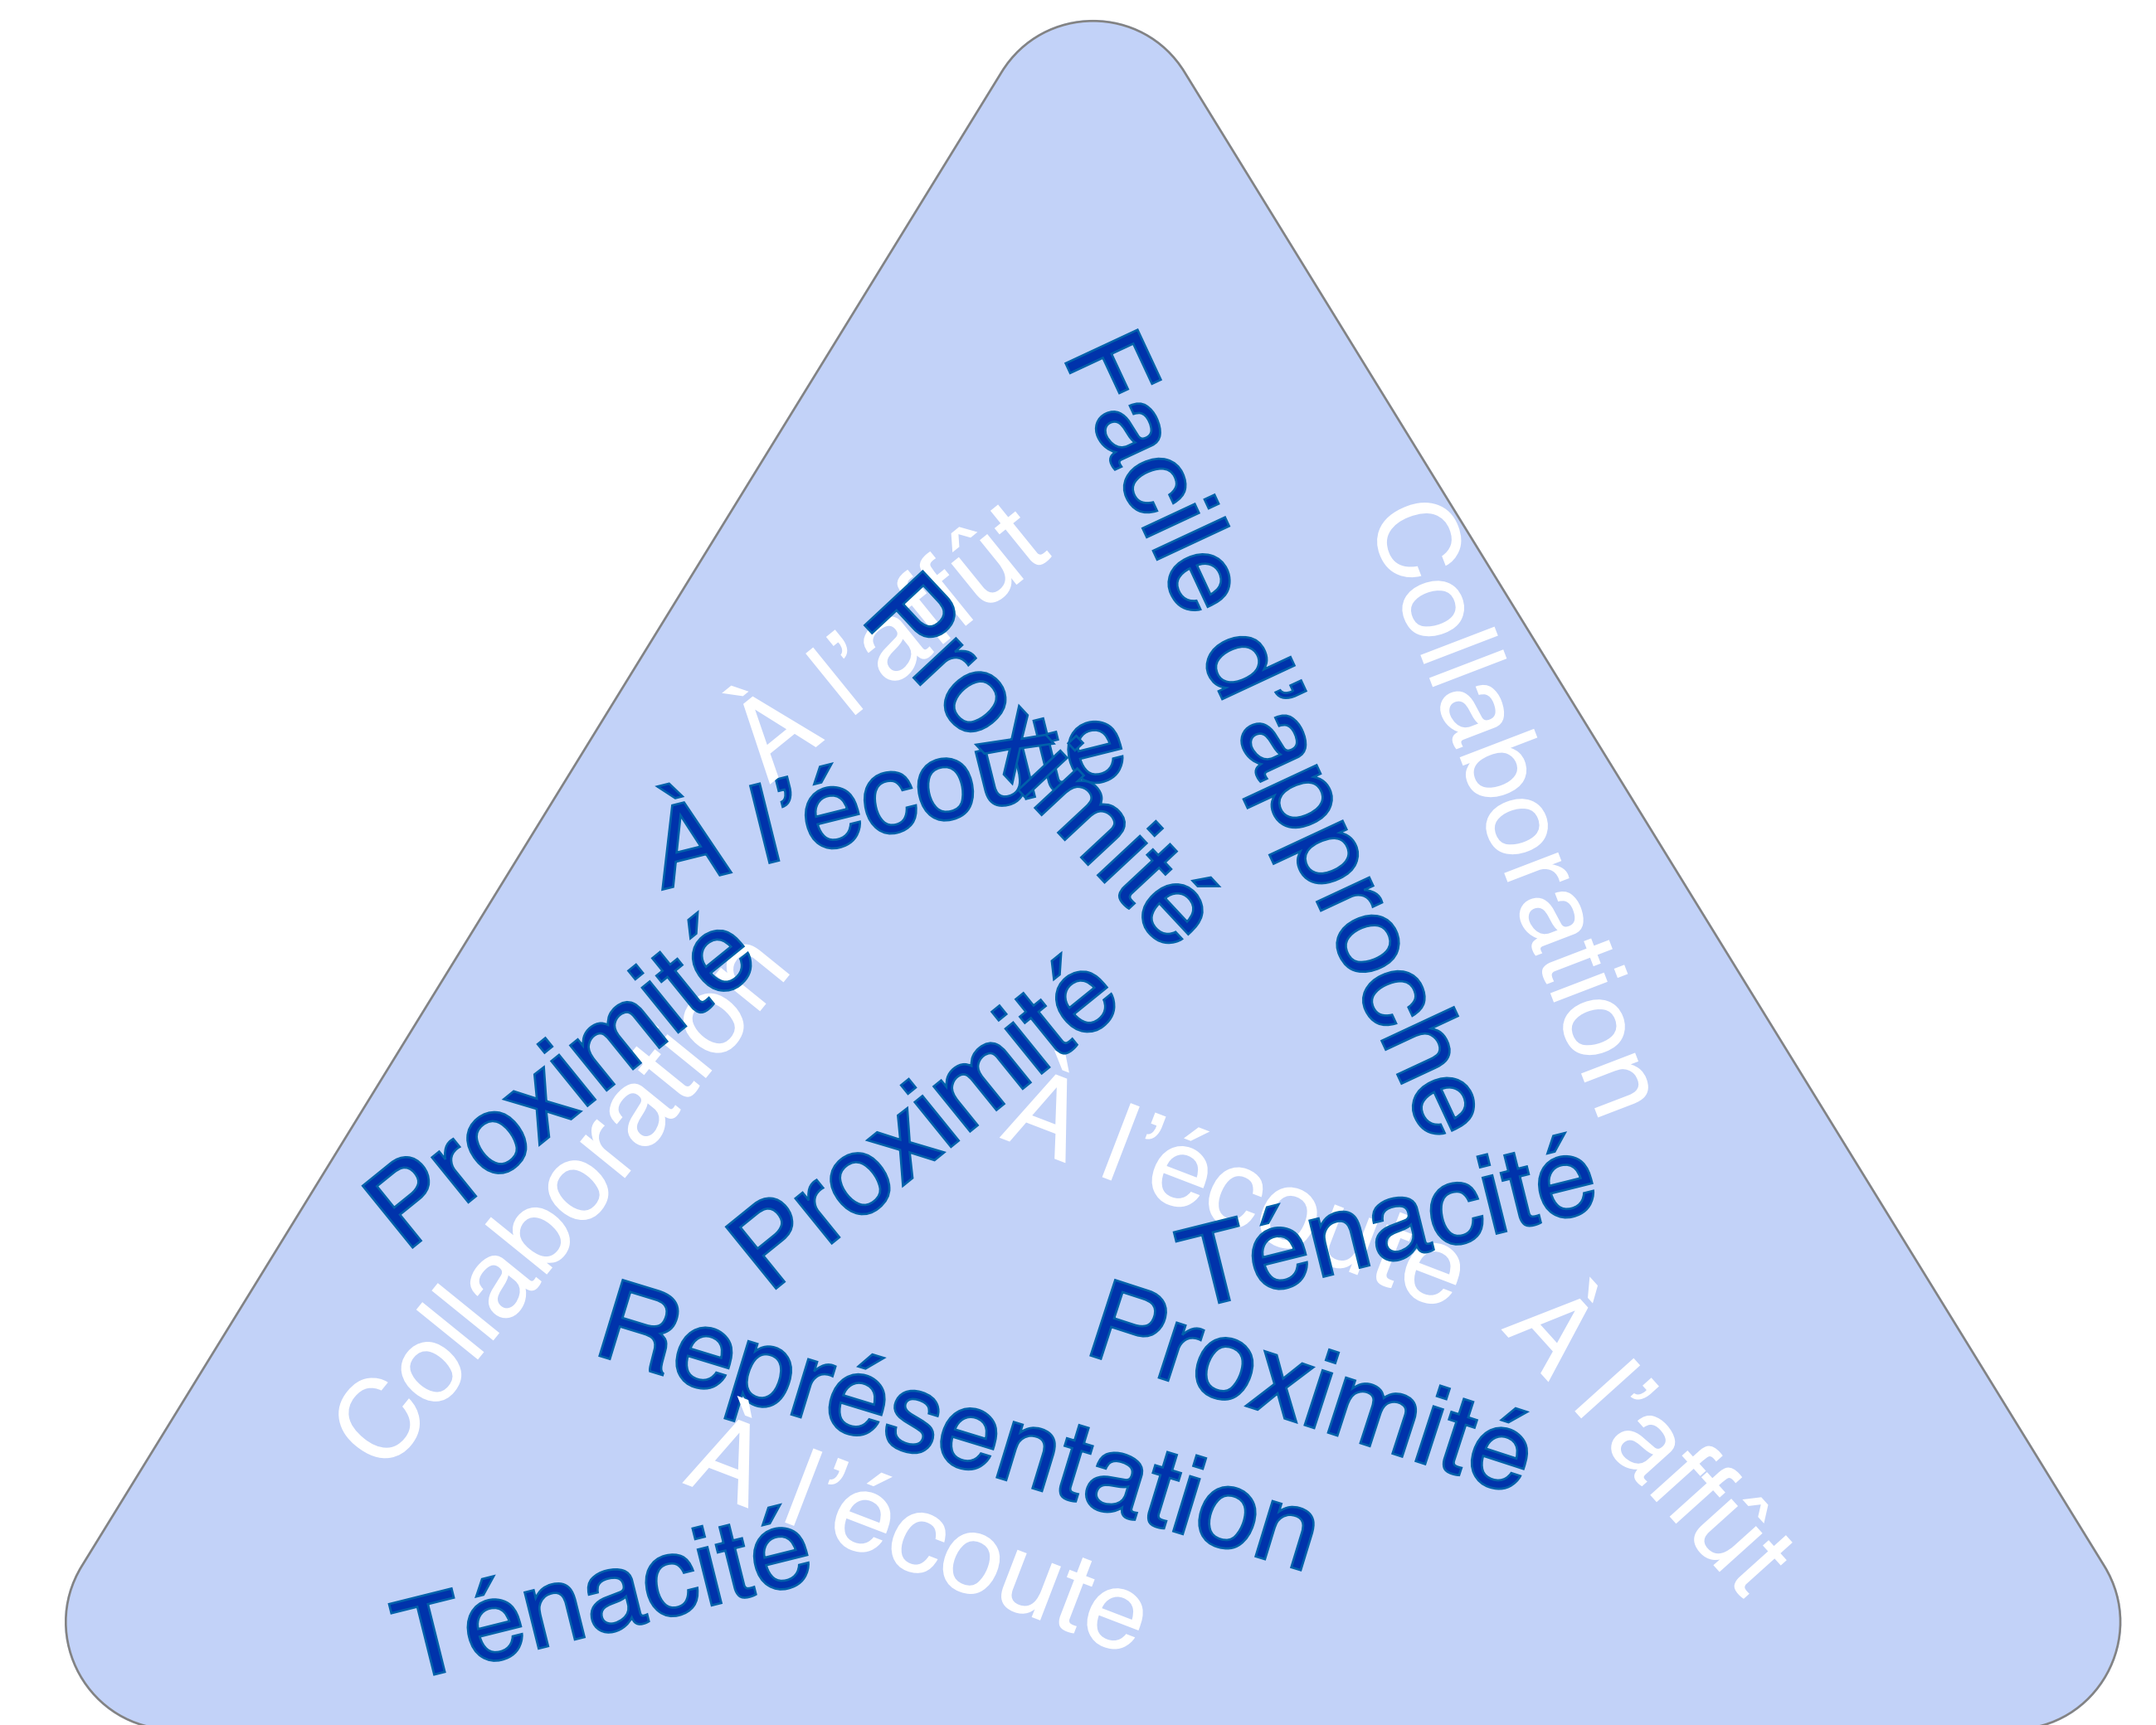 Facile d'approche
Collaboration
À l'affût
Proximité
À l'écoute
Proximité
Collaboration
Proximité
À l'écoute
Ténacité
Représentation
Proximité
À l'affût
À l'écoute
Ténacité